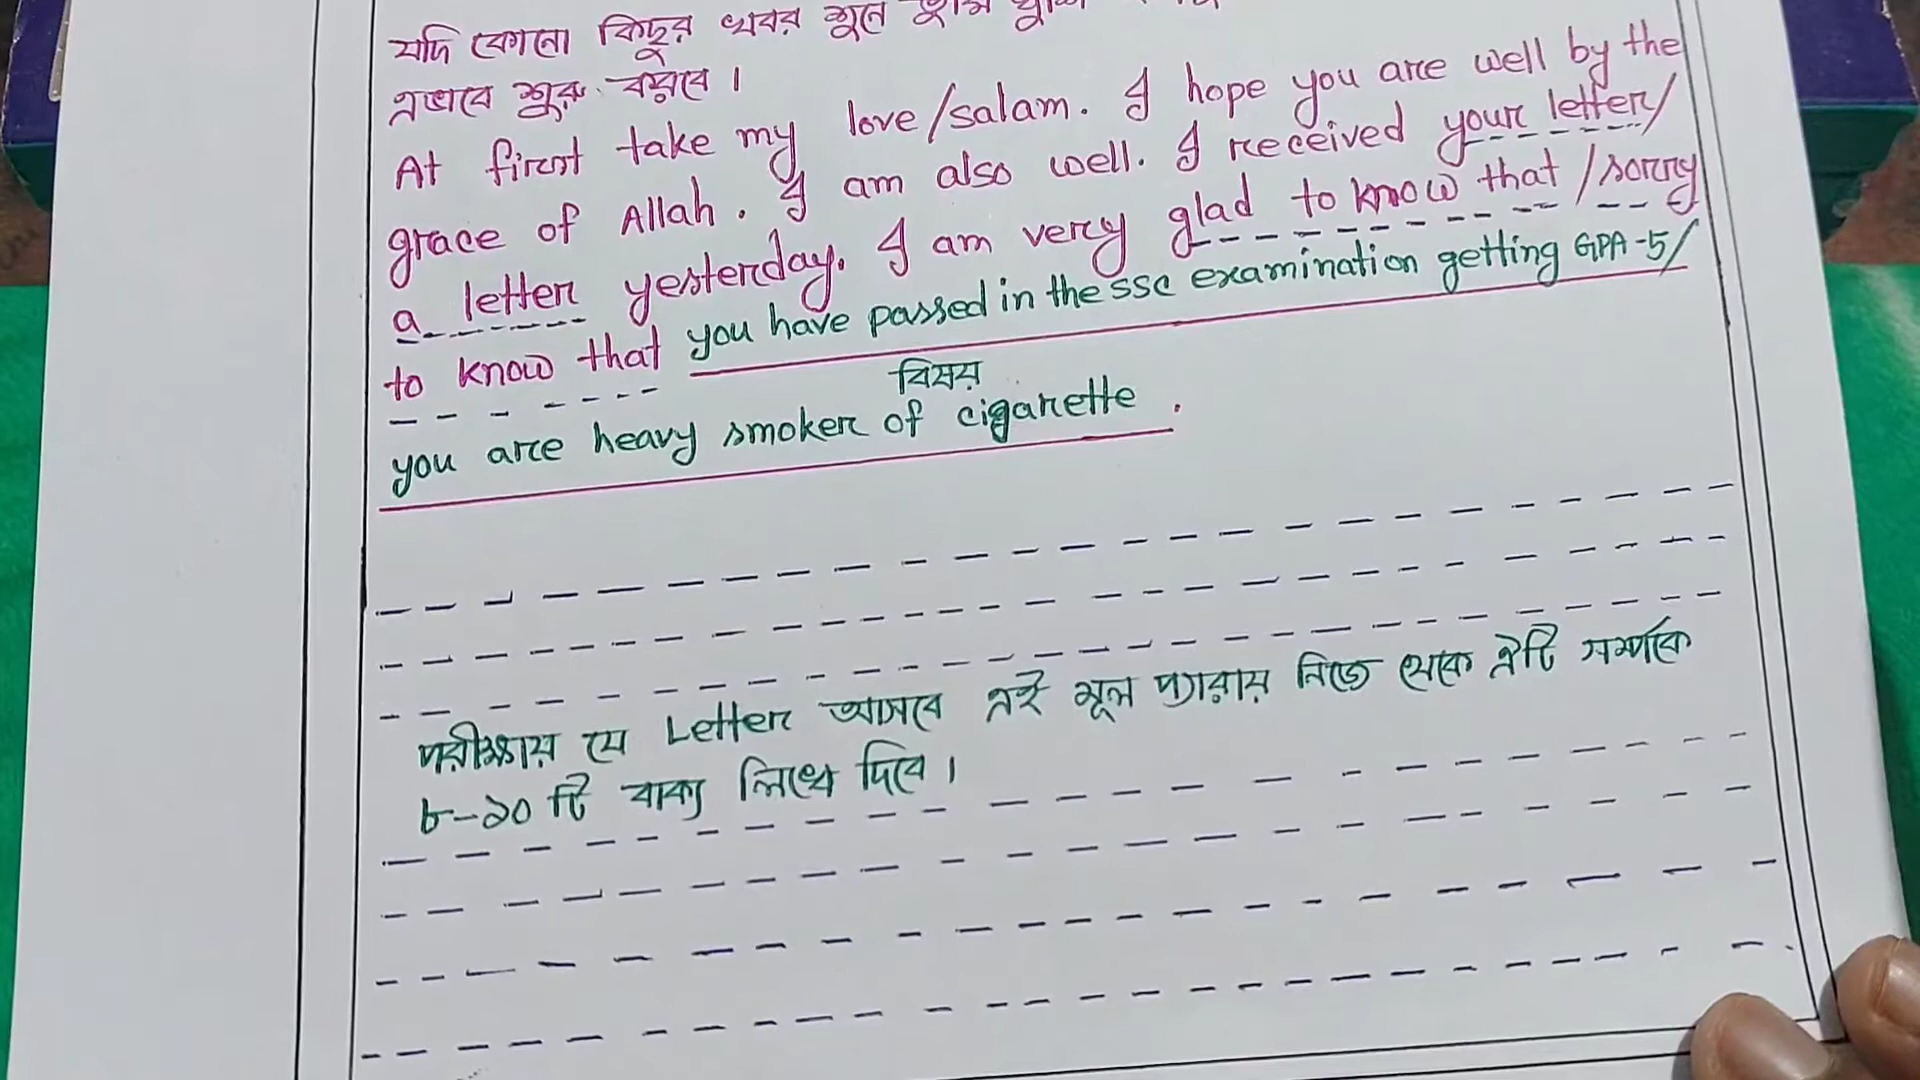 যদি কোনো কিছুর খবর শুনে তুমি খুশি
এভাবে শুরু করবে।
At first take my love/salam. I hope you are well by the
grace of Allah. I am also well. I received your letter/
a letter yesterday. I am very glad to know that/sorry
to know that you have passed in the SSC examination getting GPA-5/
বিষয়
you are heavy smoker of cigarette.
পরীক্ষায় যে Letter আসবে এই মূল প্যারায় নিজে থেকে ঐটি সম্পর্কে
৮-১০ টি বাক্য লিখে দিবে।